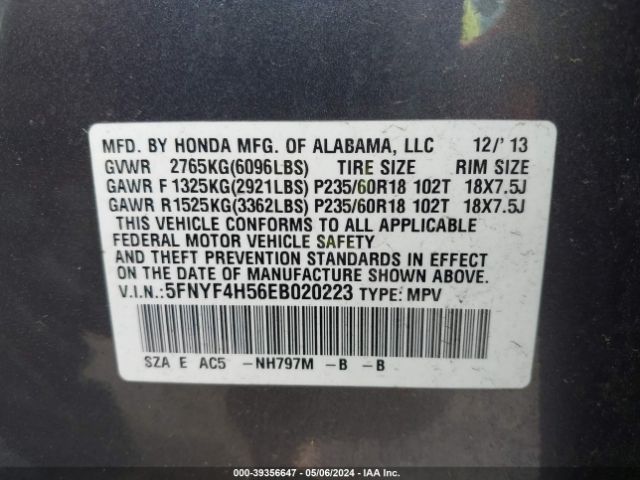 MFD. BY HONDA MFG. OF ALABAMA, LLC 12/'13
GVWR 2765KG(6096LBS) TIRE SIZE RIM SIZE
GAWR F 1325KG(2921LBS) P235/60R18 102T 18X7.5J
GAWR R1525KG(3362LBS) P235/60R18 102T 18X7.5J
THIS VEHICLE CONFORMS TO ALL APPLICABLE
FEDERAL MOTOR VEHICLE SAFETY
AND THEFT PREVENTION STANDARDS IN EFFECT
ON THE DATE OF MANUFACTURE SHOWN ABOVE.
V.I.N.: 5FNYF4H56EB020223 TYPE: MPV
SZA E AC5 -NH797M -B -B
000-39356647 - 05/06/2024 - IAA Inc.